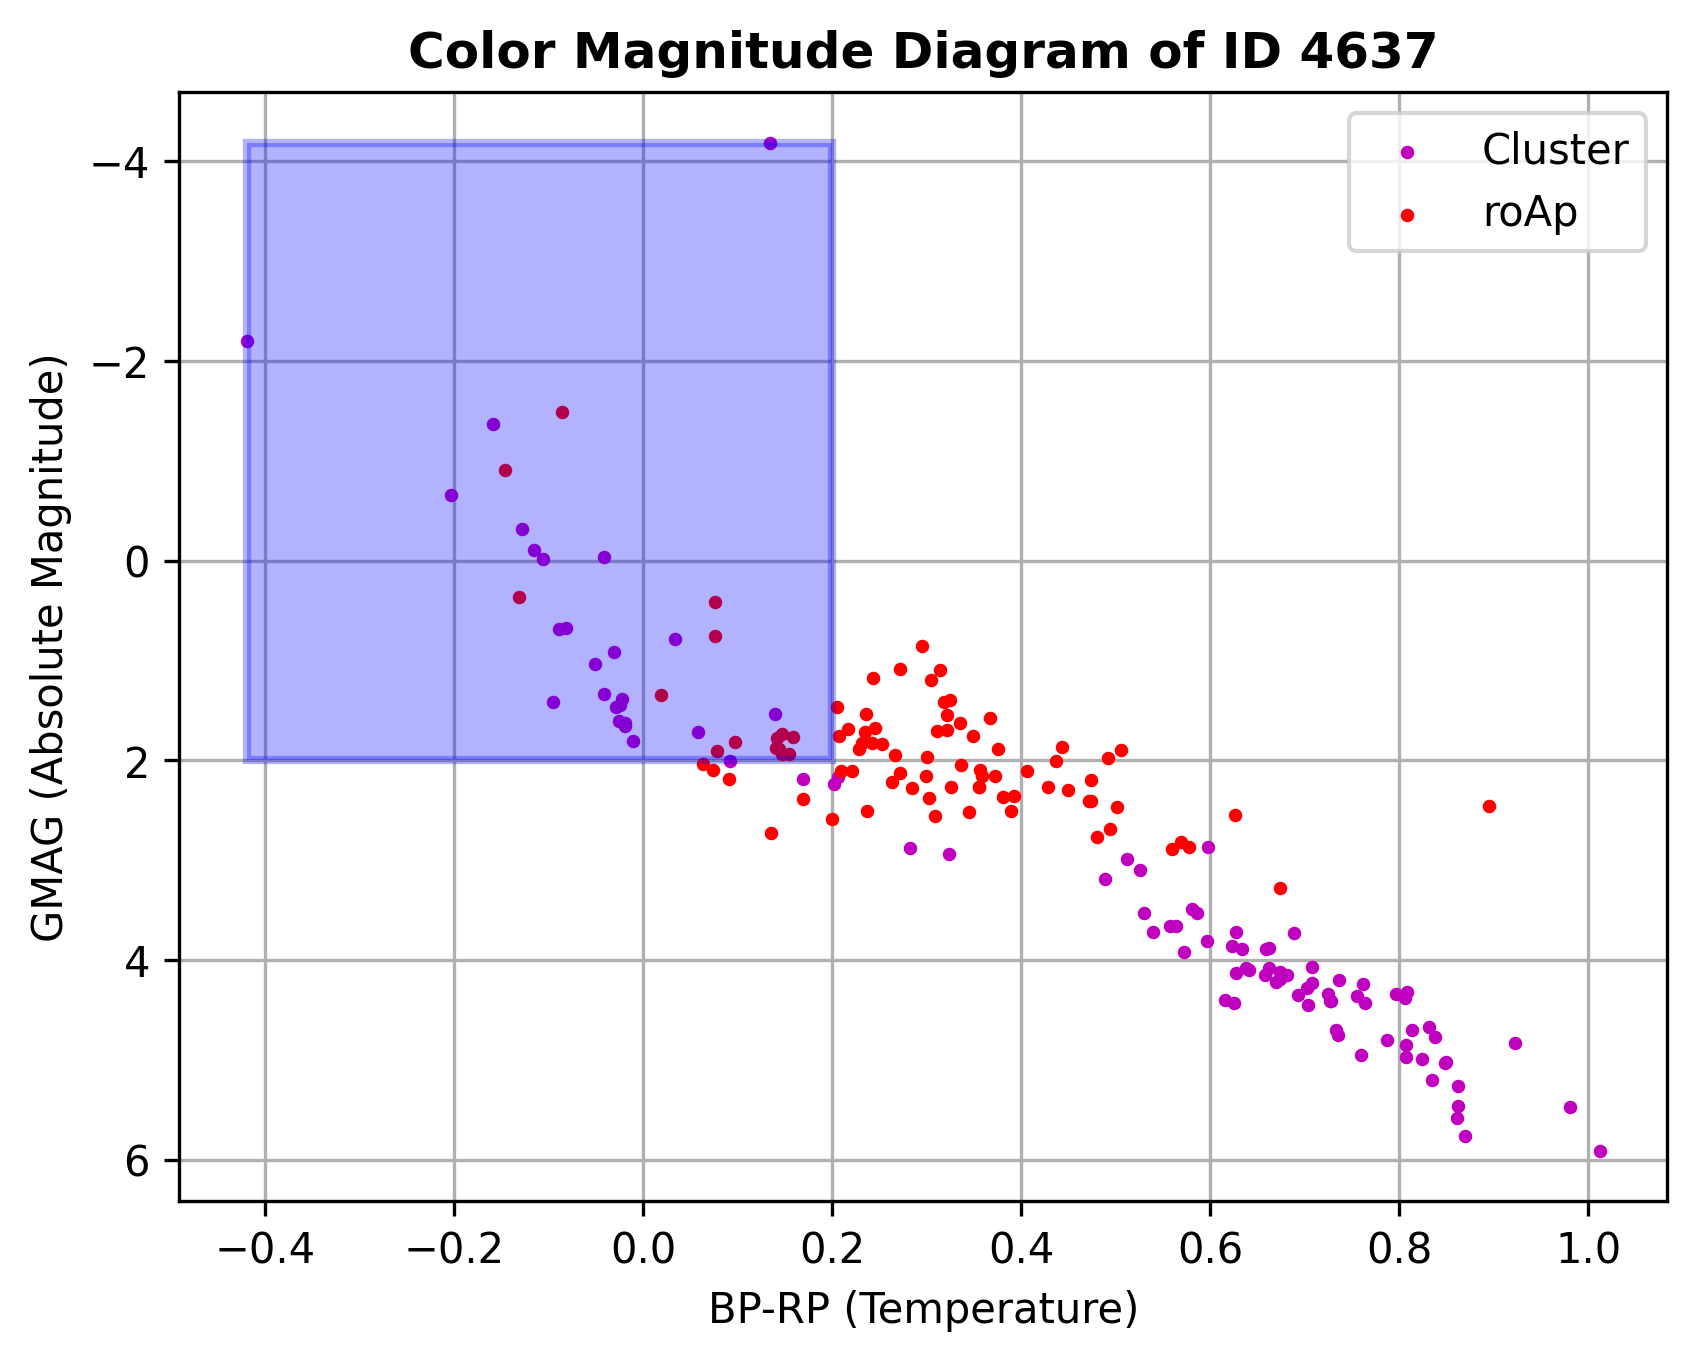 Color Magnitude Diagram of ID 4637
Cluster
roAp
GMAG (Absolute Magnitude)
−4
−2
0
2
4
6
−0.4 −0.2 0.0 0.2 0.4 0.6 0.8 1.0
BP-RP (Temperature)